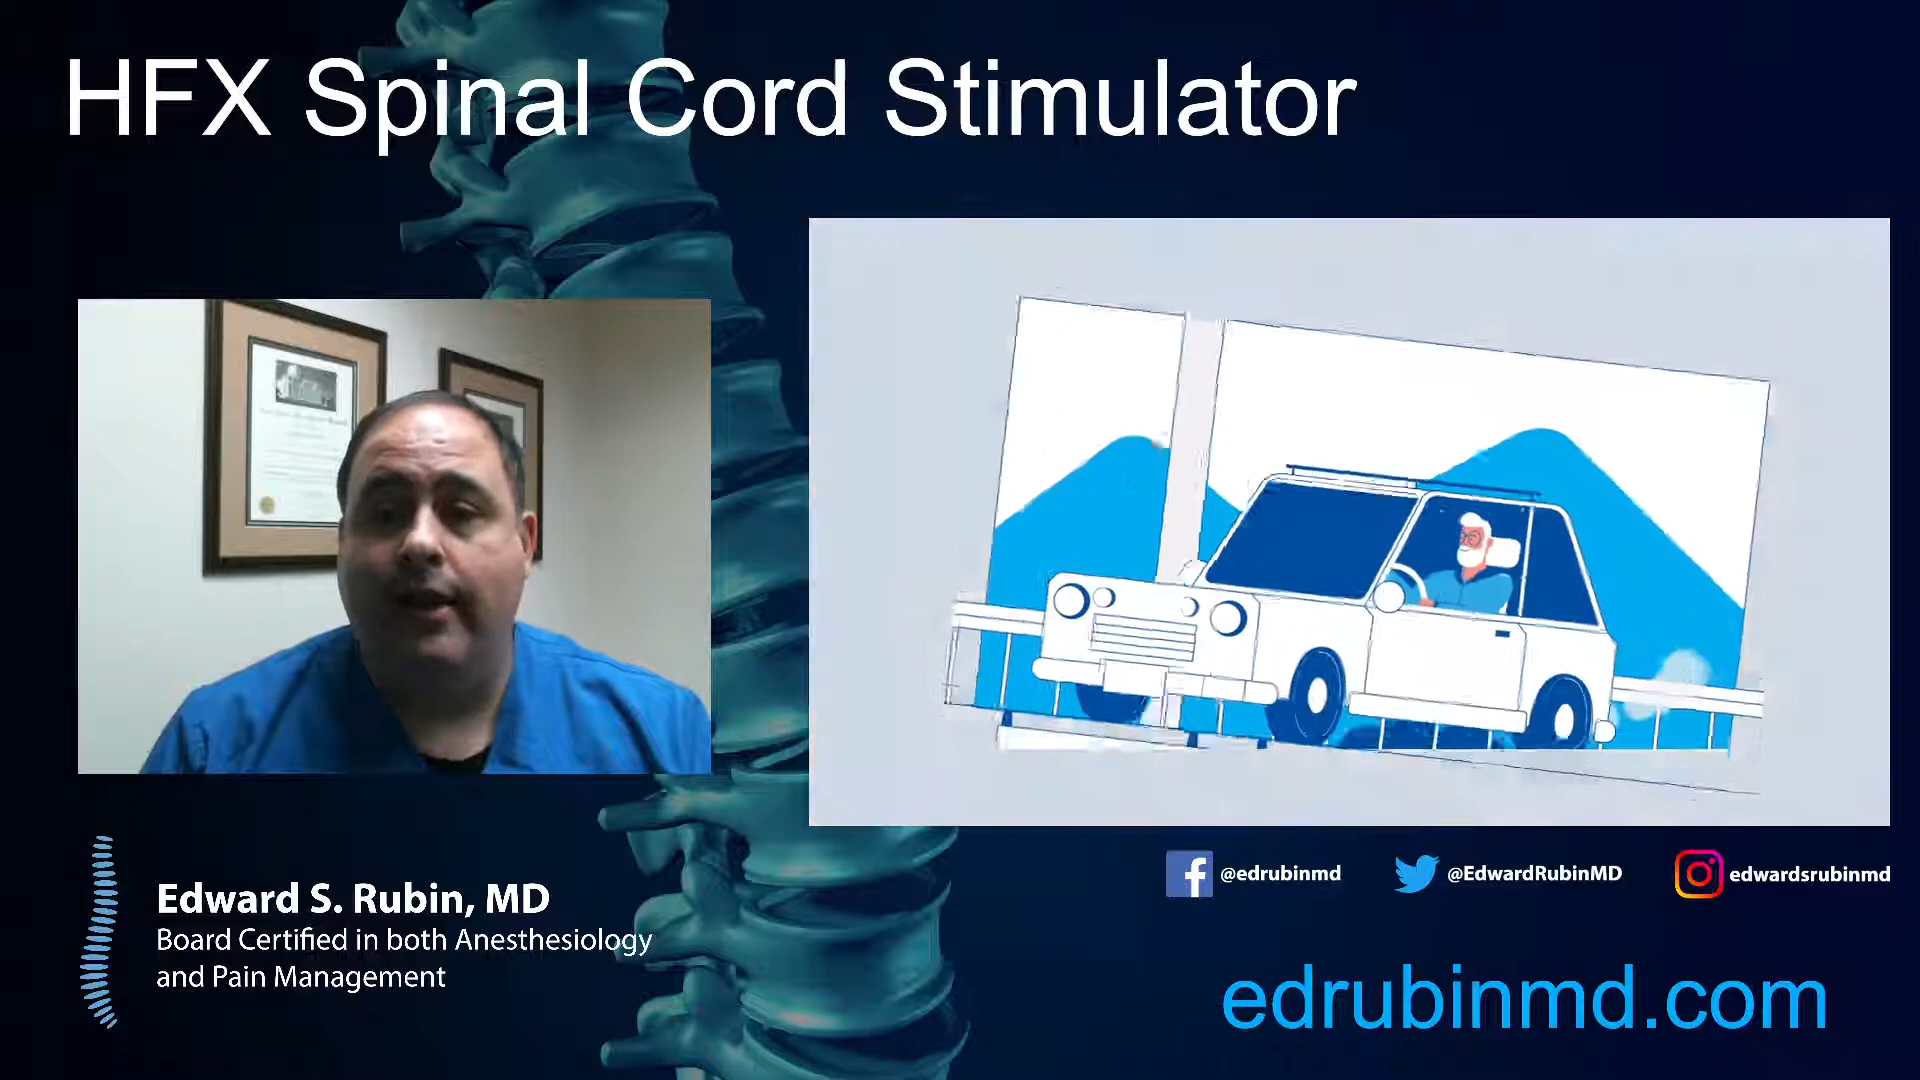 HFX Spinal Cord Stimulator
Edward S. Rubin, MD
Board Certified in both Anesthesiology
and Pain Management
@edrubinmd
@EdwardRubinMD
edwardsrubinmd
edrubinmd.com